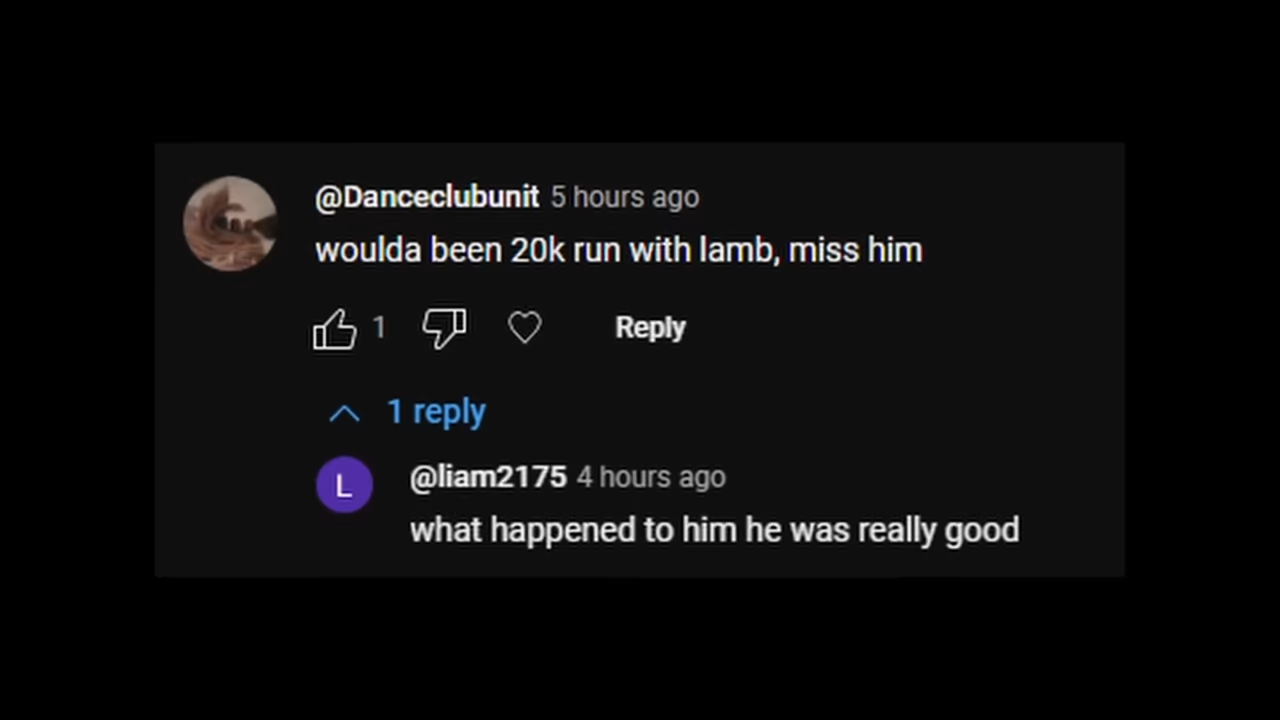 @Danceclubunit 5 hours ago
woulda been 20k run with lamb, miss him
1 Reply
1 reply
L @liam2175 4 hours ago
what happened to him he was really good